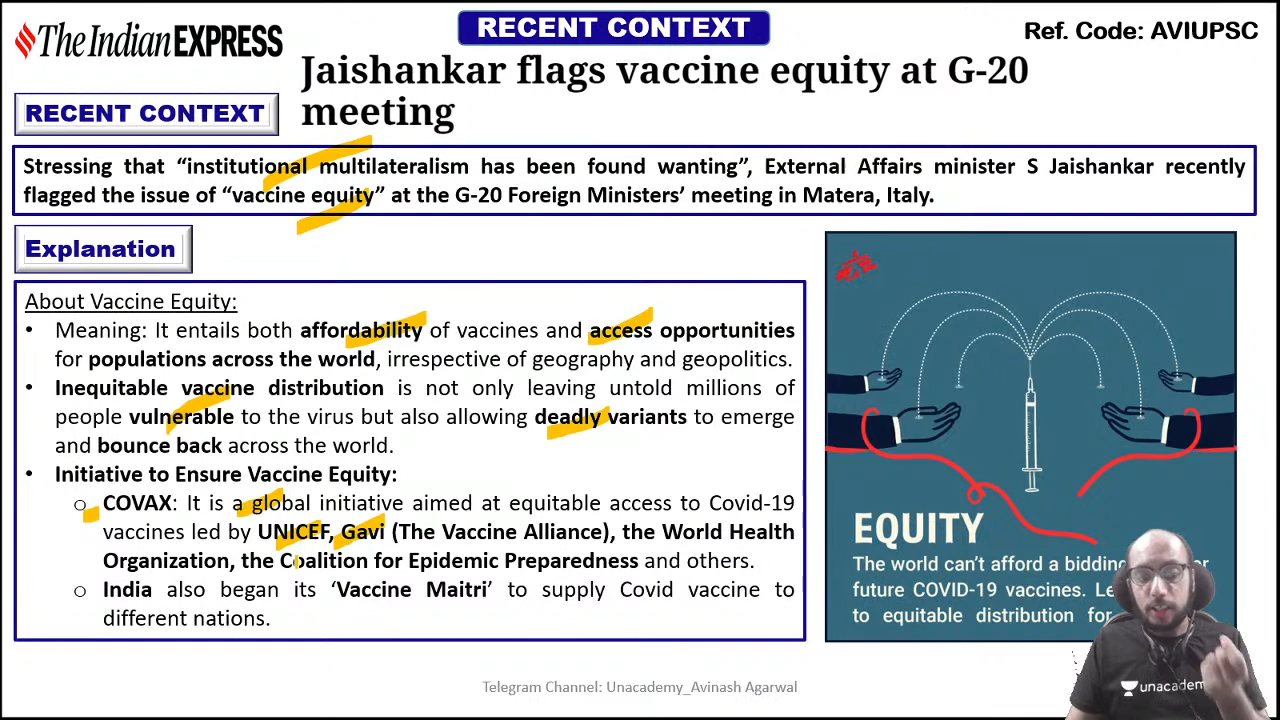 The Indian EXPRESS
RECENT CONTEXT
Ref. Code: AVIUPSC
Jaishankar flags vaccine equity at G-20
meeting
RECENT CONTEXT
Stressing that “institutional multilateralism has been found wanting”, External Affairs minister S Jaishankar recently
flagged the issue of “vaccine equity” at the G-20 Foreign Ministers’ meeting in Matera, Italy.
Explanation
About Vaccine Equity:
• Meaning: It entails both affordability of vaccines and access opportunities
for populations across the world, irrespective of geography and geopolitics.
• Inequitable vaccine distribution is not only leaving untold millions of
people vulnerable to the virus but also allowing deadly variants to emerge
and bounce back across the world.
• Initiative to Ensure Vaccine Equity:
o COVAX: It is a global initiative aimed at equitable access to Covid-19
vaccines led by UNICEF, Gavi (The Vaccine Alliance), the World Health
Organization, the Coalition for Epidemic Preparedness and others.
o India also began its ‘Vaccine Maitri’ to supply Covid vaccine to
different nations.
EQUITY
The world can’t afford a bidding
future COVID-19 vaccines.
to equitable distribution for
unacademy
Telegram Channel: Unacademy_Avinash Agarwal